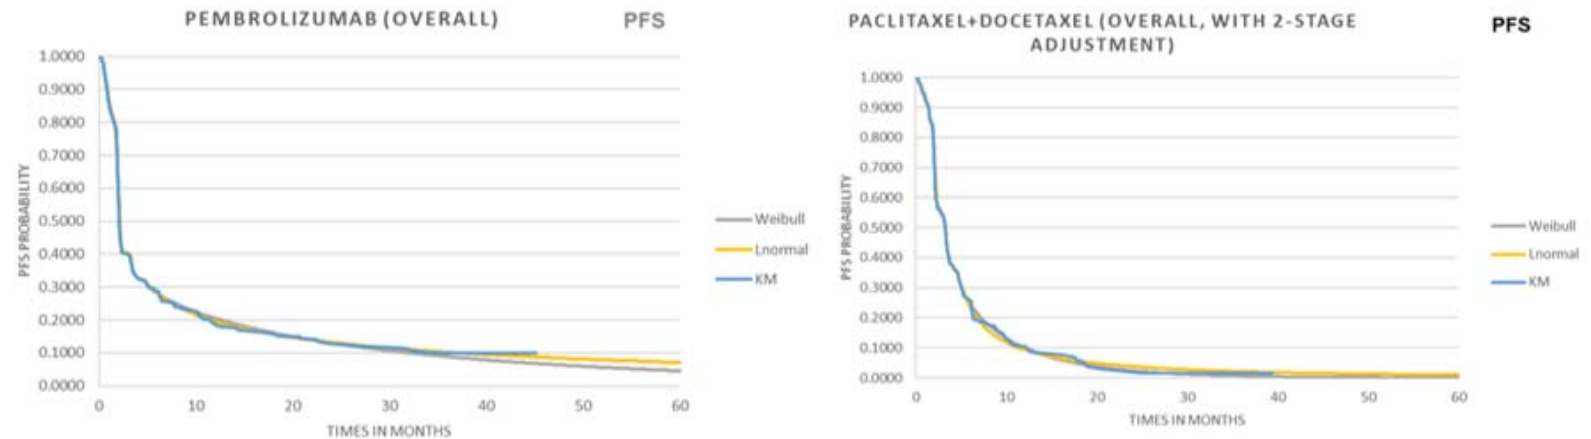 PEMBROLIZUMAB (OVERALL)
PFS
1.0000
0.9000
0.8000
0.7000
0.6000
0.5000
0.4000
0.3000
0.2000
0.1000
0.0000
PFS PROBABILITY
0 10 20 30 40 50 60
TIMES IN MONTHS
Weibull
Lnormal
KM
PACLITAXEL+DOCETAXEL (OVERALL, WITH 2-STAGE
ADJUSTMENT)
PFS
1.0000
0.9000
0.8000
0.7000
0.6000
0.5000
0.4000
0.3000
0.2000
0.1000
0.0000
PFS PROBABILITY
0 10 20 30 40 50 60
TIMES IN MONTHS
Weibull
Lnormal
KM